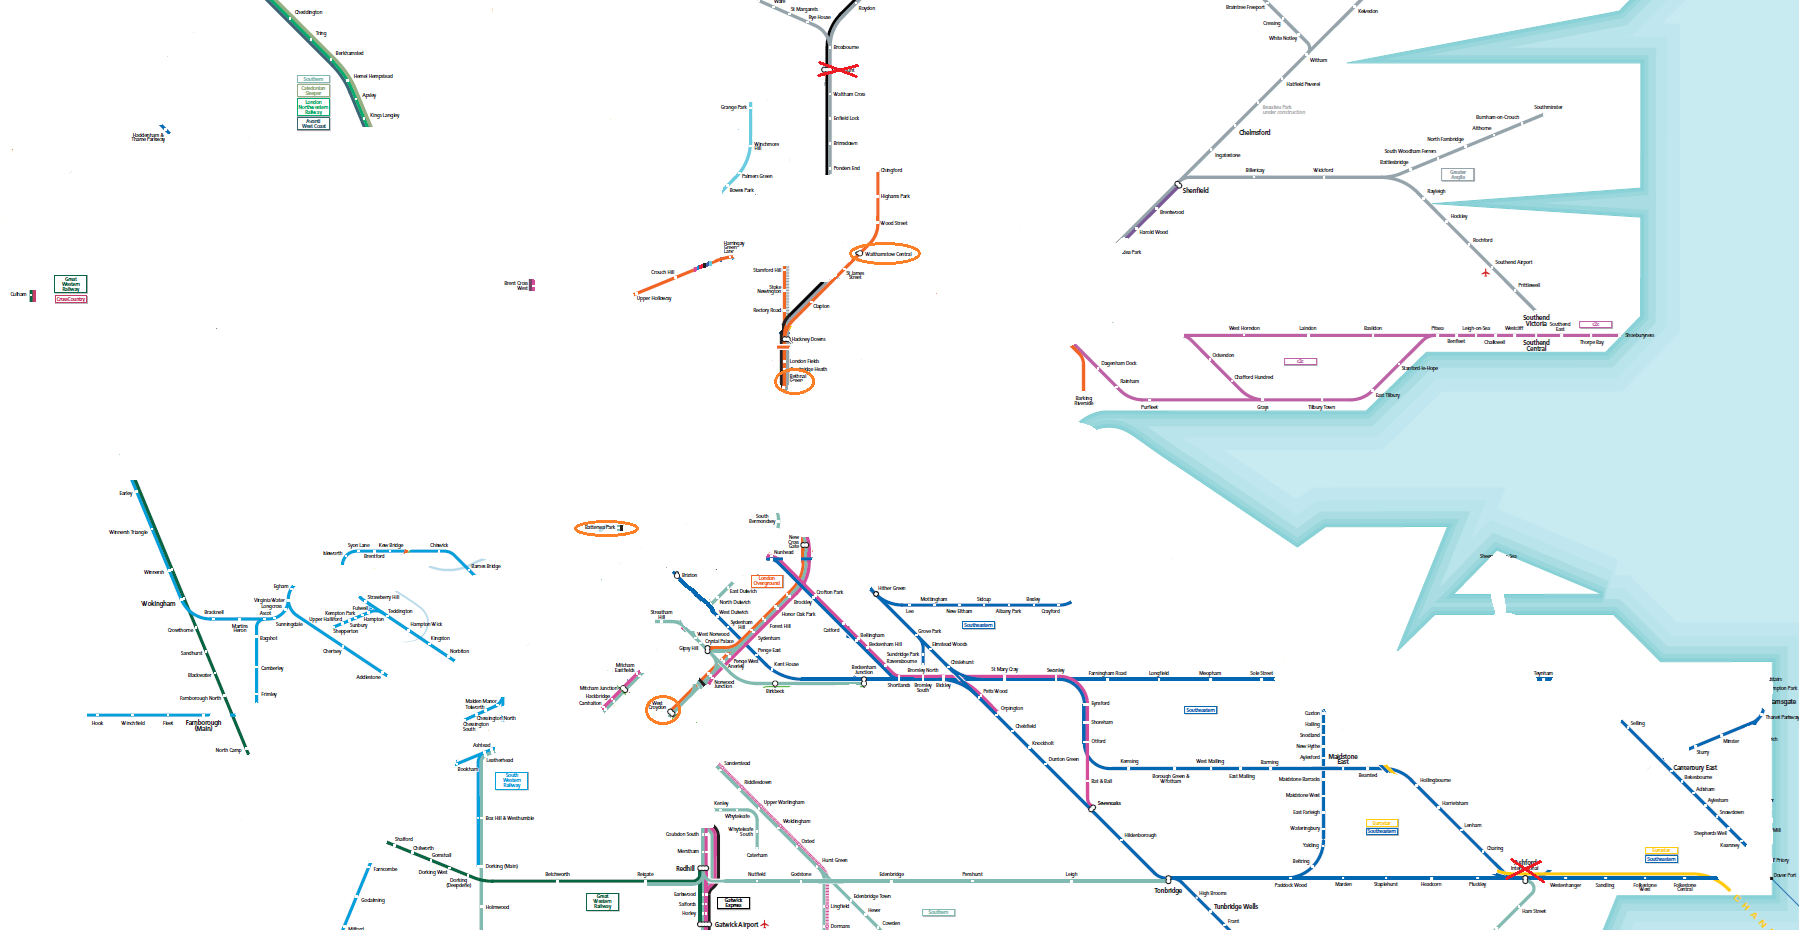 Cheddington
Tring
Berkhamsted
Hemel Hempstead
Apsley
Kings Langley
Southern
Caledonian
Sleeper
London
Northwestern
Railway
Avanti
West Coast
Haddenham &
Thame Parkway
Ware
St Margarets
Rye House
Roydon
Broxbourne
Waltham Cross
Enfield Lock
Brimsdown
Ponders End
Grange Park
Winchmore
Hill
Palmers Green
Bowes Park
Chingford
Highams Park
Wood Street
Walthamstow Central
St James
Street
Clapton
Stamford Hill
Stoke
Newington
Rectory Road
Hackney Downs
London Fields
Cambridge Heath
Bethnal
Green
Harringay
Green
Lanes
Crouch Hill
Upper Holloway
Brent Cross
West
Culham
Great
Western
Railway
CrossCountry
Braintree Freeport
Cressing
White Notley
Kelvedon
Witham
Hatfield Peverel
Beaulieu Park
under construction
Chelmsford
Ingatestone
Shenfield
Brentwood
Harold Wood
dea Park
Billericay
Wickford
Battlesbridge
South Woodham Ferrers
North Fambridge
Althorne
Burnham-on-Crouch
Southminster
Greater
Anglia
Rayleigh
Hockley
Rochford
Southend Airport
Prittlewell
Southend
Victoria
Southend
Central
West Horndon
Laindon
Basildon
Pitsea
Benfleet
Leigh-on-Sea
Chalkwell
Westcliff
Southend
East
Thorpe Bay
Shoeburyness
c2c
Ockendon
Chafford Hundred
c2c
Stanford-le-Hope
East Tilbury
Tilbury Town
Grays
Purfleet
Rainham
Dagenham Dock
Barking
Riverside
Earley
Winnersh Triangle
Winnersh
Wokingham
Crowthorne
Sandhurst
Blackwater
Farnborough North
North Camp
Hook
Winchfield
Fleet
Farnborough
(Main)
Bracknell
Martins
Heron
Ascot
Bagshot
Camberley
Frimley
Sunningdale
Longcross
Virginia Water
Egham
Chertsey
Addlestone
Isleworth
Syon Lane
Brentford
Kew Bridge
Chiswick
Barnes Bridge
Strawberry Hill
Fulwell
Teddington
Hampton
Kempton Park
Sunbury
Upper Halliford
Shepperton
Hampton Wick
Kingston
Norbiton
Battersea Park
South
Bermondsey
New
Cross
Gate
Nunhead
London
Overground
Brixton
East Dulwich
North Dulwich
West Dulwich
Streatham
Hill
Sydenham
Hill
West Norwood
Gipsy Hill
Crystal Palace
Brockley
Honor Oak Park
Forest Hill
Sydenham
Penge West
Anerley
Penge East
Kent House
Norwood
Junction
Birkbeck
Beckenham
Junction
West
Croydon
Crofton Park
Catford
Bellingham
Beckenham Hill
Ravensbourne
Shortlands
Bromley
South
Bickley
Bromley North
Sundridge Park
Hither Green
Lee
Mottingham
New Eltham
Sidcup
Albany Park
Bexley
Crayford
Southeastern
Grove Park
Elmstead Woods
Chislehurst
Petts Wood
Orpington
Chelsfield
Knockholt
Dunton Green
Sevenoaks
St Mary Cray
Swanley
Farningham Road
Longfield
Meopham
Sole Street
Eynsford
Shoreham
Otford
Bat & Ball
Southeastern
Kemsing
Borough Green &
Wrotham
West Malling
East Malling
Barming
Maidstone
East
Bearsted
Hollingbourne
Harrietsham
Lenham
Charing
Ashford
International
Cuxton
Halling
Snodland
New Hythe
Aylesford
Maidstone Barracks
Maidstone West
East Farleigh
Wateringbury
Yalding
Beltring
Paddock Wood
Marden
Staplehurst
Headcorn
Pluckley
Westenhanger
Sandling
Folkestone
West
Folkestone
Central
Ham Street
Eurostar
Southeastern
Eurostar
Southeastern
Teynham
Selling
Sturry
Minster
Thanet Parkway
Canterbury East
Bekesbourne
Adisham
Aylesham
Snowdown
Shepherds Well
Kearsney
Dover Port
Mitcham
Eastfields
Mitcham Junction
Hackbridge
Carshalton
Malden Manor
Tolworth
Chessington North
Chessington
South
Ashtead
Leatherhead
Bookham
South
Western
Railway
Box Hill & Westhumble
Dorking (Main)
Holmwood
Shalford
Chilworth
Gomshall
Dorking West
Dorking
(Deepdene)
Betchworth
Reigate
Redhill
Great
Western
Railway
Farncombe
Godalming
Milford
Sanderstead
Riddlesdown
Upper Warlingham
Woldingham
Oxted
Hurst Green
Kenley
Whyteleafe
Whyteleafe
South
Caterham
Coulsdon South
Merstham
Earlswood
Salfords
Horley
Gatwick
Express
Gatwick Airport
Nutfield
Godstone
Edenbridge
Penshurst
Leigh
Tonbridge
Hildenborough
Edenbridge Town
Hever
Cowden
Lingfield
Dormans
Southern
High Brooms
Tunbridge Wells
Frant